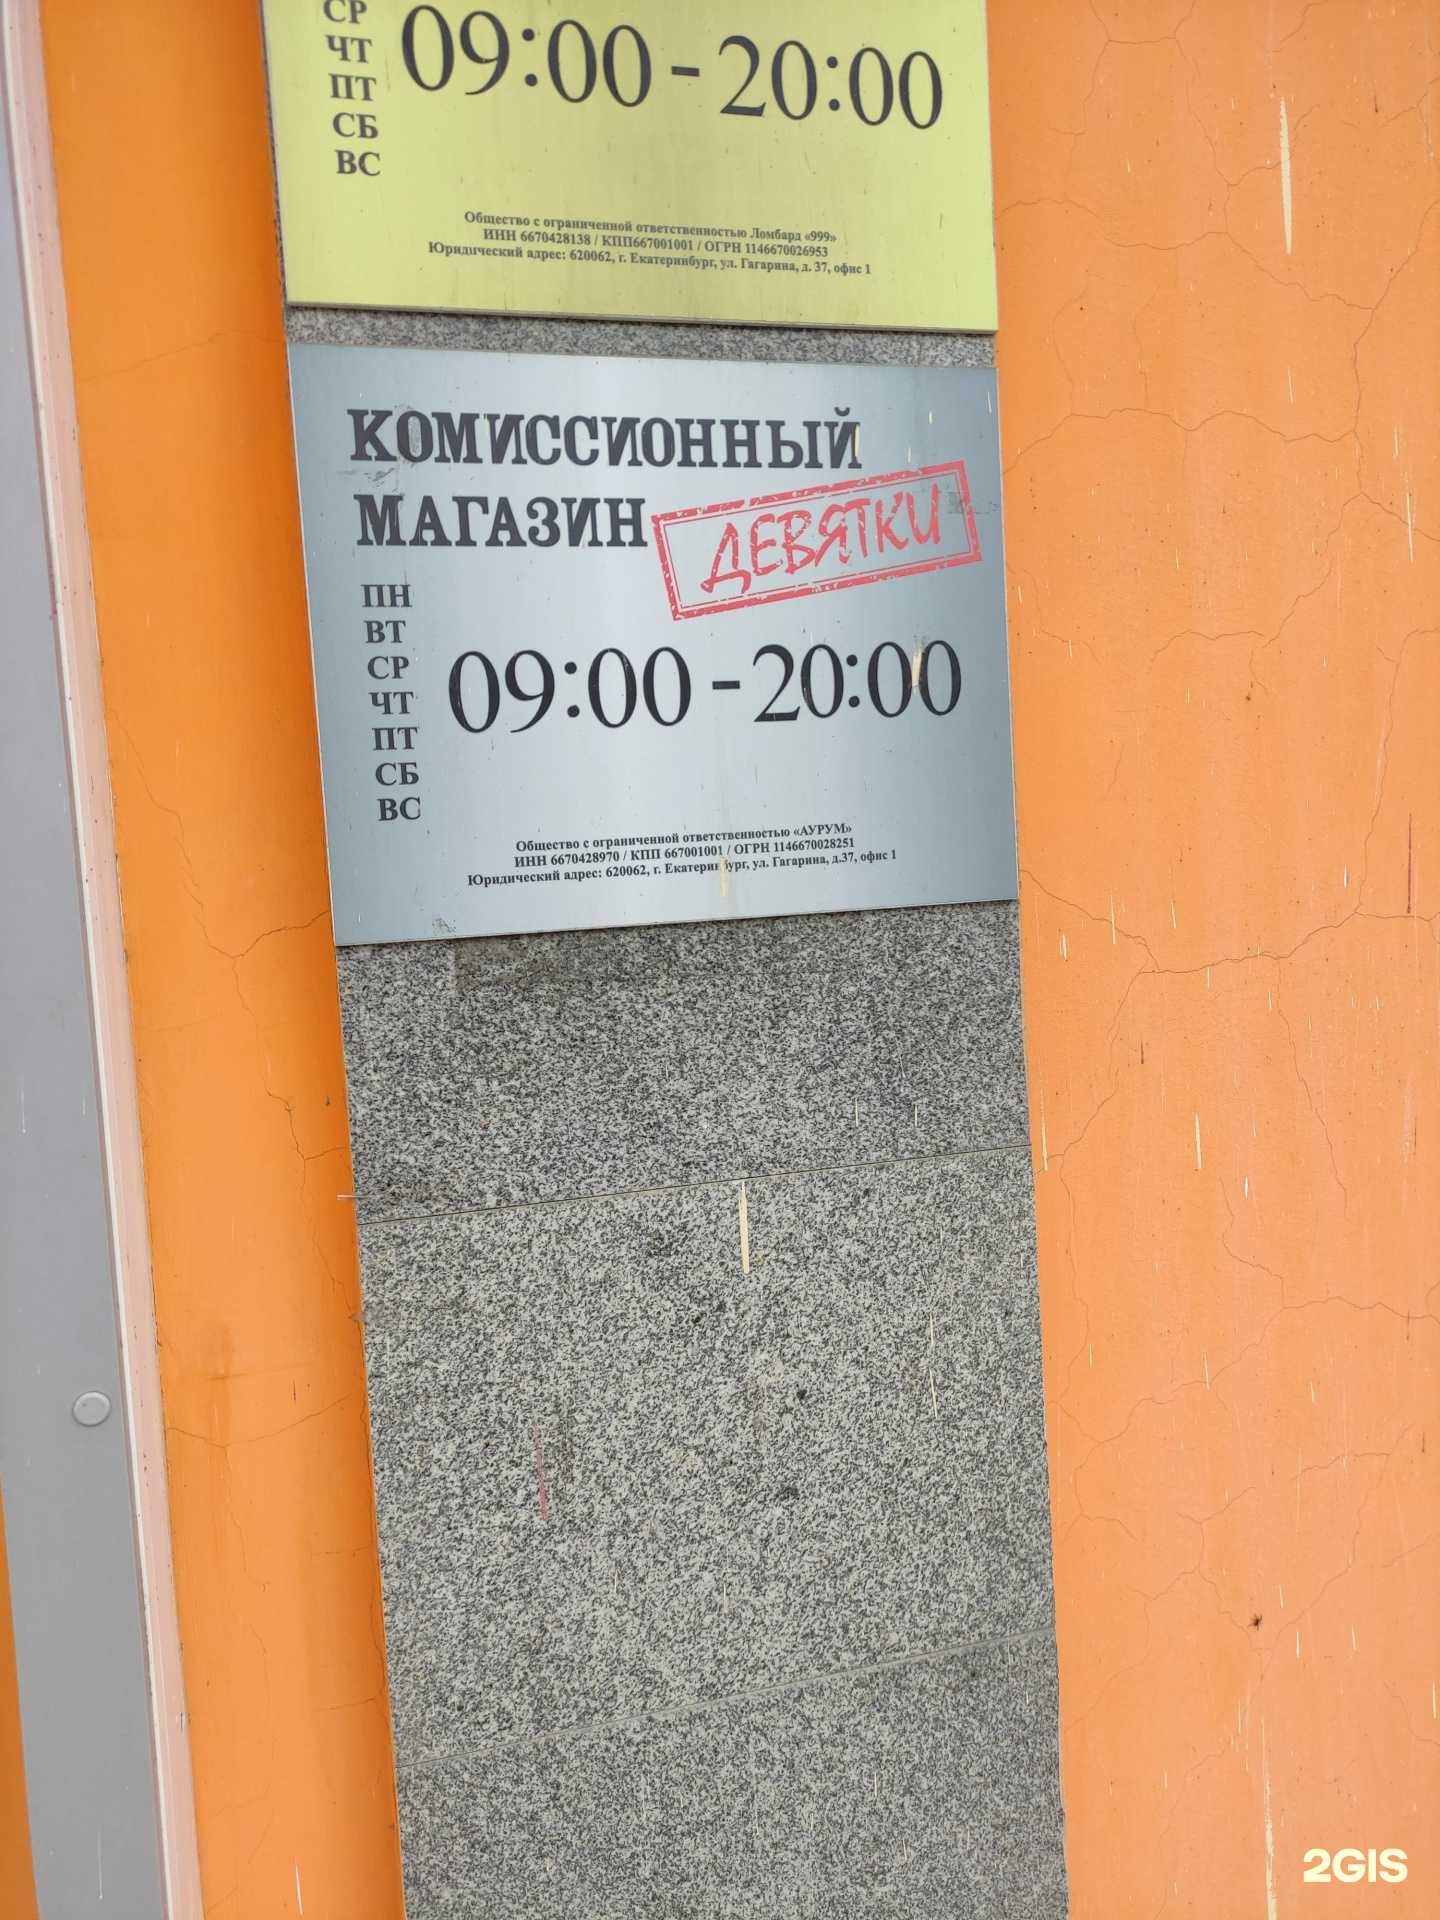 СР
ЧТ
ПТ
СБ
ВС
09:00 - 20:00
Общество с ограниченной ответственностью Ломбард «999»
ИНН 6670428138 / КПП667001001 / ОГРН 1146670026953
Юридический адрес: 620062, г. Екатеринбург, ул. Гагарина, д. 37, офис 1
КОМИССИОННЫЙ
МАГАЗИН
ДЕВЯТКИ
ПН
ВТ
СР
ЧТ
ПТ
СБ
ВС
09:00 - 20:00
Общество с ограниченной ответственностью «АУРУМ»
ИНН 6670428970 / КПП 667001001 / ОГРН 1146670028251
Юридический адрес: 620062, г. Екатеринбург, ул. Гагарина, д.37, офис 1
2GIS